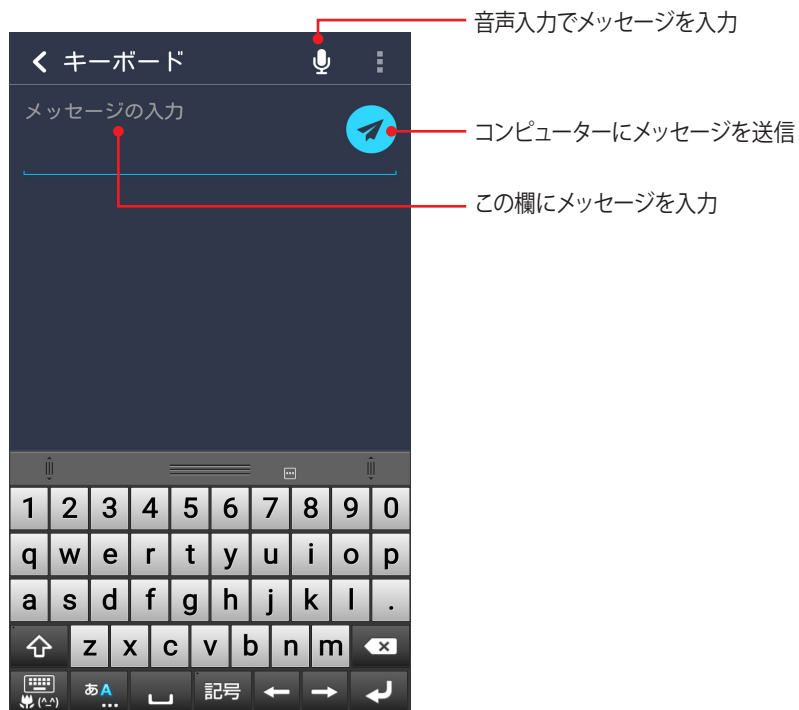 音声入力でメッセージを入力
キーボード
メッセージの入力
コンピューターにメッセージを送信
この欄にメッセージを入力
1 2 3 4 5 6 7 8 9 0
q w e r t y u i o p
a s d f g h j k l .
z x c v b n m
(^_^) あA... 記号